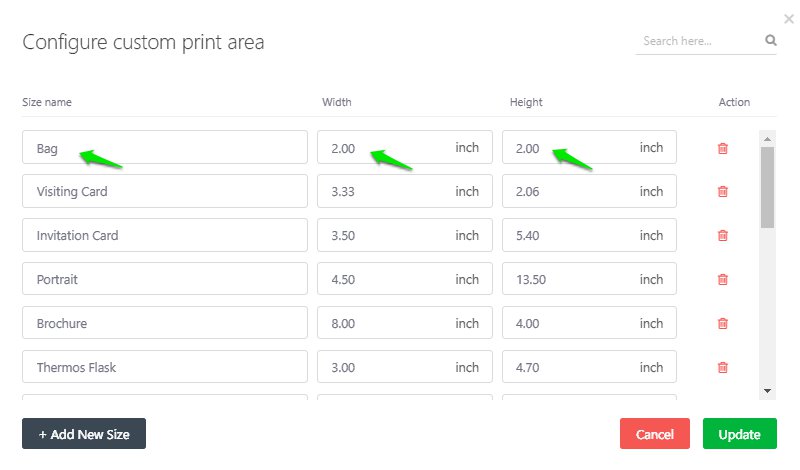 Configure custom print area
Search here...
Size name Width Height Action
Bag 2.00 inch 2.00 inch
Visiting Card 3.33 inch 2.06 inch
Invitation Card 3.50 inch 5.40 inch
Portrait 4.50 inch 13.50 inch
Brochure 8.00 inch 4.00 inch
Thermos Flask 3.00 inch 4.70 inch
+ Add New Size Cancel Update